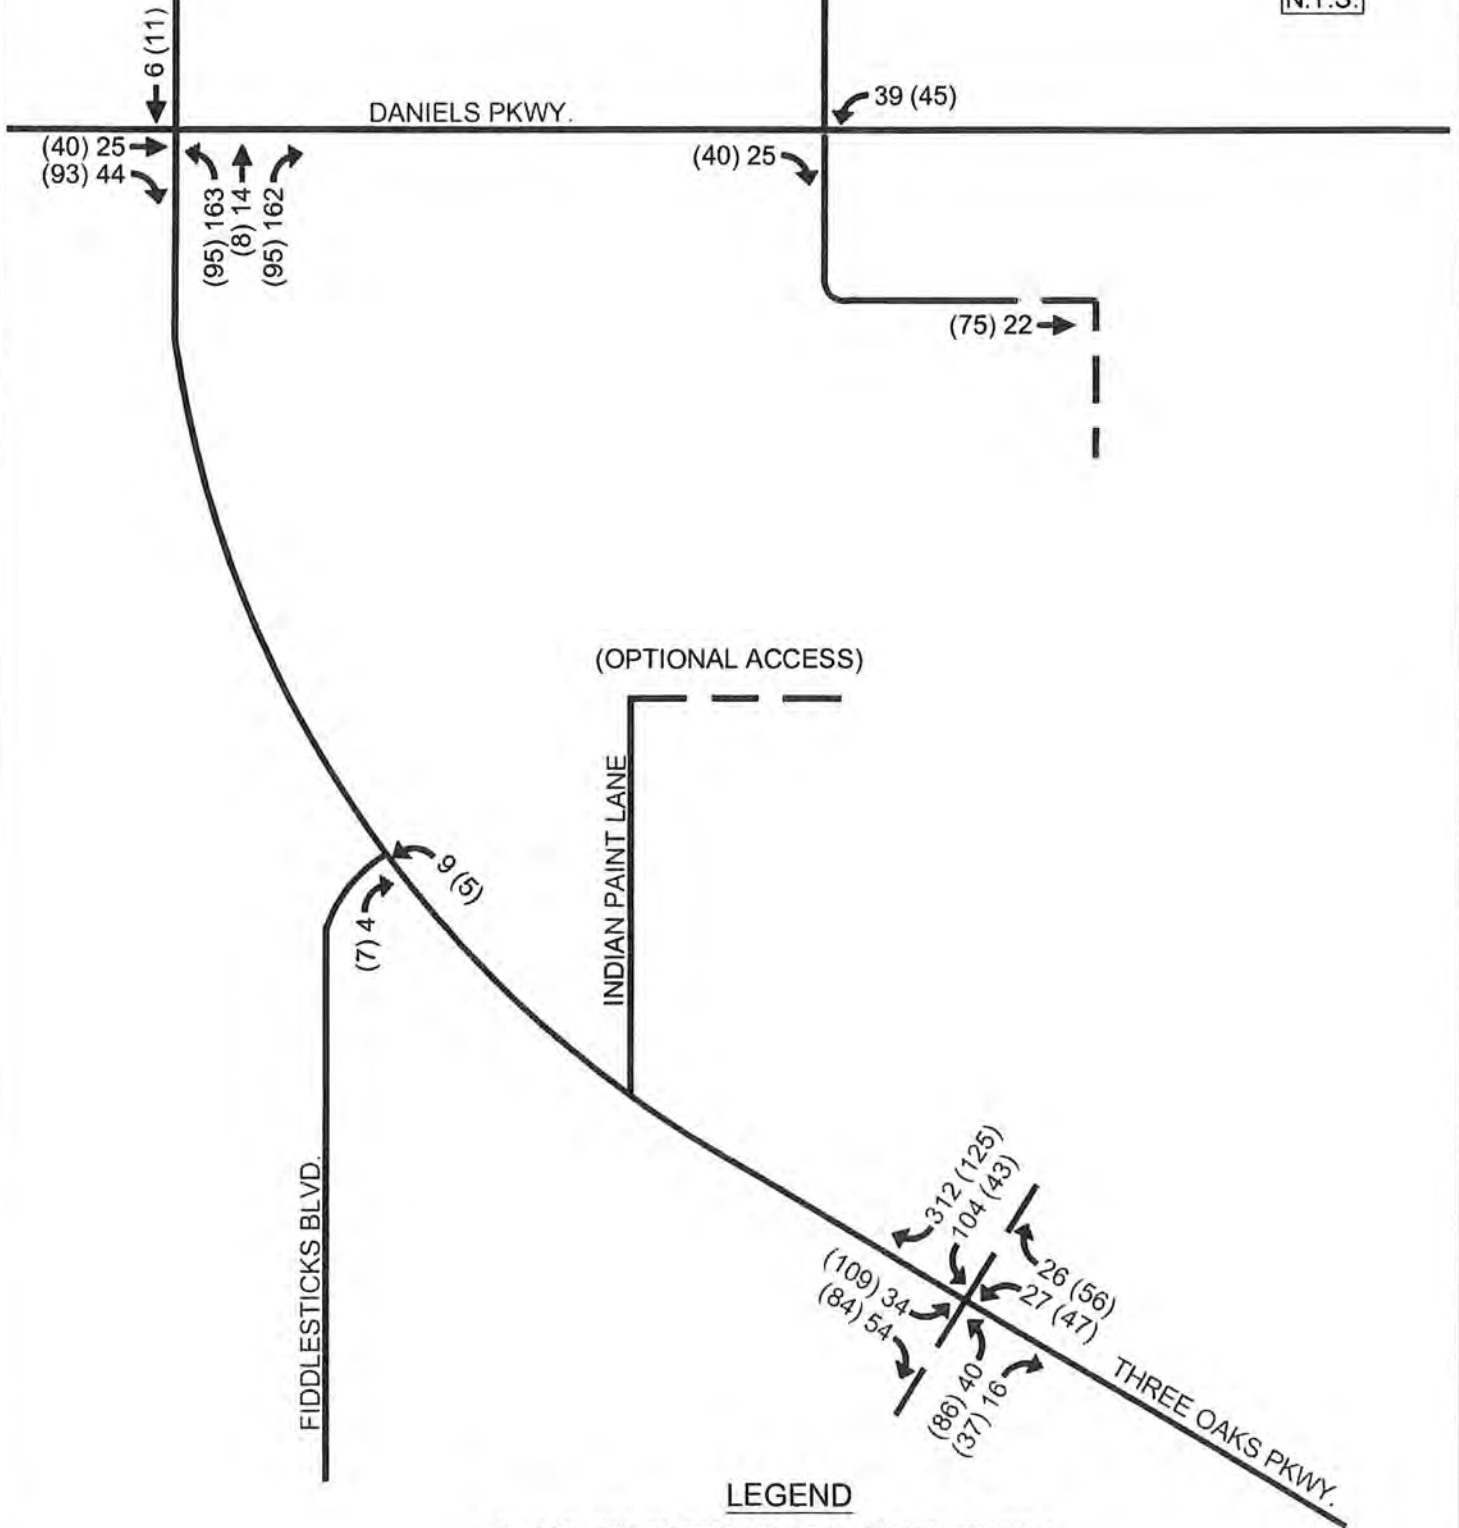 N.T.S.
6 (11)
DANIELS PKWY.
39 (45)
(40) 25
(93) 44
(95) 163
(8) 14
(95) 162
(40) 25
(75) 22
(OPTIONAL ACCESS)
INDIAN PAINT LANE
9 (5)
(7) 4
FIDDLESTICKS BLVD.
312 (125)
104 (43)
(109) 34
(84) 54
26 (56)
27 (47)
(86) 40
(37) 16
THREE OAKS PKWY.
LEGEND